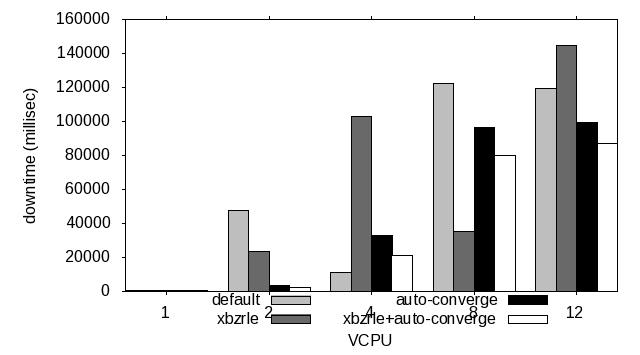 160000
140000
120000
100000
80000
60000
40000
20000
0
downtime (millisec)
1 2 4 8 12
default auto-converge
xbzrle xbzrle+auto-converge
VCPU